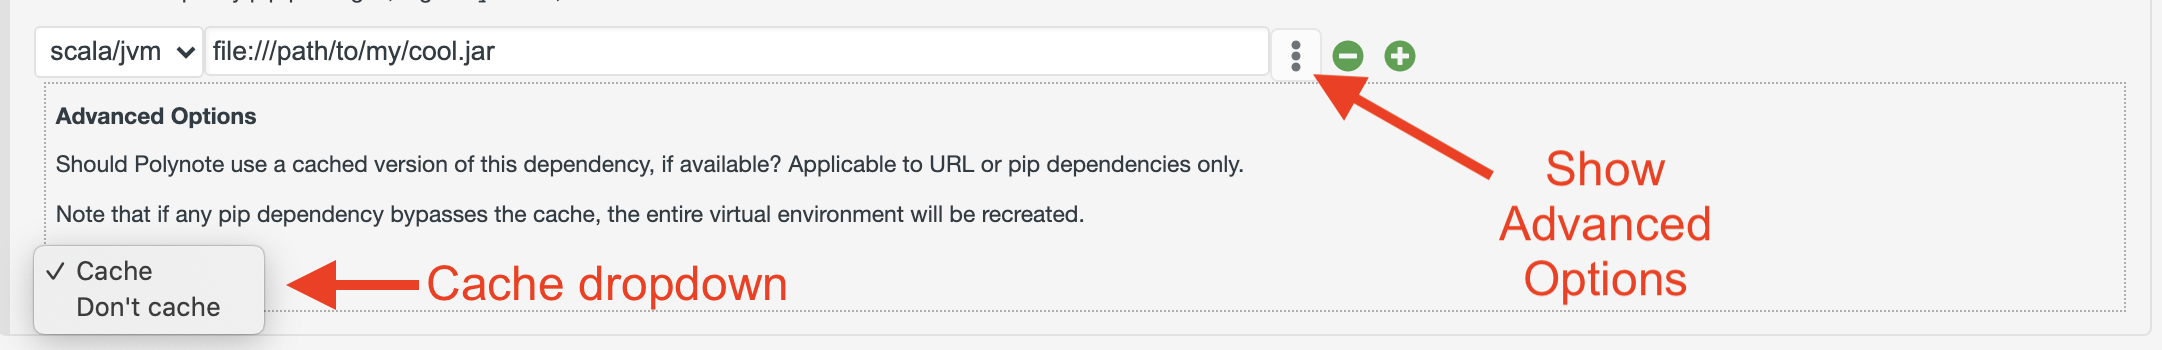 scala/jvm file:///path/to/my/cool.jar
Advanced Options
Should Polynote use a cached version of this dependency, if available? Applicable to URL or pip dependencies only.
Note that if any pip dependency bypasses the cache, the entire virtual environment will be recreated.
Show
Advanced
Options
✓ Cache
Don't cache
Cache dropdown